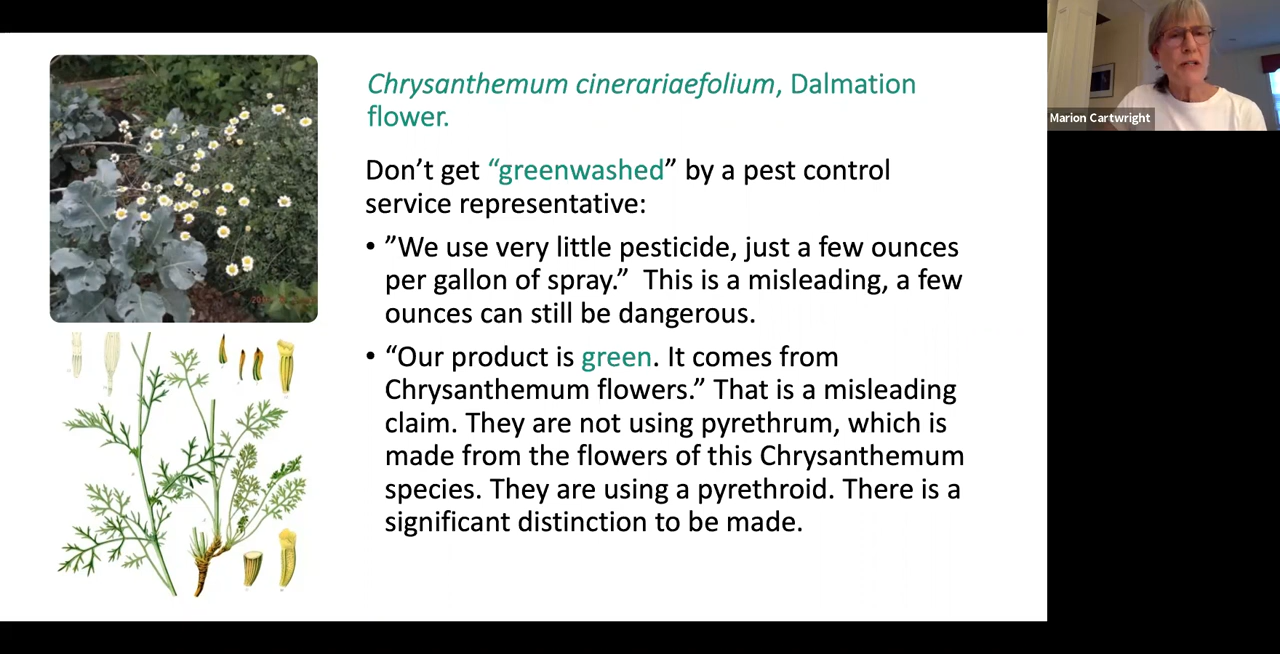 Chrysanthemum cinerariaefolium, Dalmation
flower.
Don’t get “greenwashed” by a pest control
service representative:
• ”We use very little pesticide, just a few ounces
per gallon of spray.”  This is a misleading, a few
ounces can still be dangerous.
• “Our product is green. It comes from
Chrysanthemum flowers.” That is a misleading
claim. They are not using pyrethrum, which is
made from the flowers of this Chrysanthemum
species. They are using a pyrethroid. There is a
significant distinction to be made.
Marion Cartwright